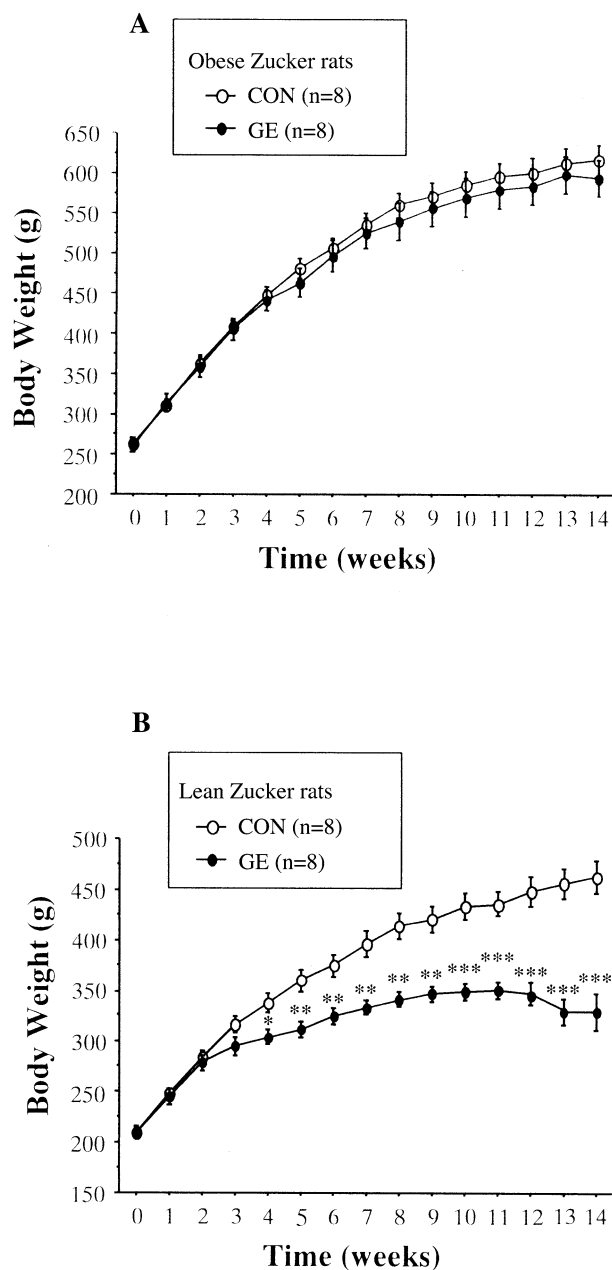 A
Obese Zucker rats
CON (n=8)
GE (n=8)
650
600
550
500
450
400
350
300
250
200
Body Weight (g)
0 1 2 3 4 5 6 7 8 9 10 11 12 13 14
Time (weeks)
B
Lean Zucker rats
CON (n=8)
GE (n=8)
500
450
400
350
300
250
200
150
Body Weight (g)
* ** ** ** ** ** *** *** *** *** ***
0 1 2 3 4 5 6 7 8 9 10 11 12 13 14
Time (weeks)